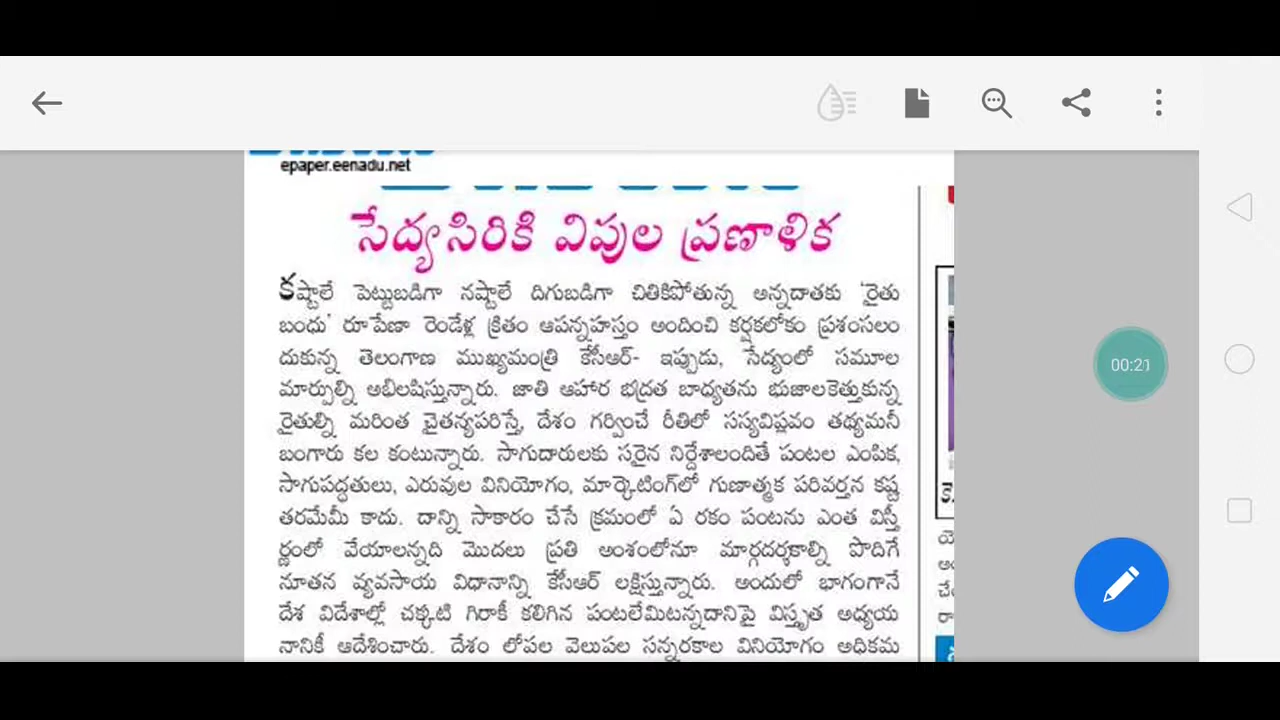 epaper.eenadu.net
సేద్యసిరికి విపుల ప్రణాళిక
కష్టాలే పెట్టుబడిగా నష్టాలే దిగుబడిగా చితికిపోతున్న అన్నదాతకు ‘రైతు
బంధు’ రూపేణా రెండేళ్ల క్రితం ఆపన్నహస్తం అందించి కర్షకలోకం ప్రశంసలం
దుకున్న తెలంగాణ ముఖ్యమంత్రి కేసీఆర్- ఇప్పుడు, సేద్యంలో సమూల
మార్పుల్ని అభిలషిస్తున్నారు. జాతి ఆహార భద్రత బాధ్యతను భుజాలకెత్తుకున్న
రైతుల్ని మరింత చైతన్యపరిస్తే, దేశం గర్వించే రీతిలో సస్యవిప్లవం తథ్యమనీ
బంగారు కల కంటున్నారు. సాగుదారులకు సరైన నిర్దేశాలందితే పంటల ఎంపిక,
సాగుపద్ధతులు, ఎరువుల వినియోగం, మార్కెటింగ్‌లో గుణాత్మక పరివర్తన కష్ట
తరమేమీ కాదు. దాన్ని సాకారం చేసే క్రమంలో ఏ రకం పంటను ఎంత విస్తీ
ర్ణంలో వేయాలన్నది మొదలు ప్రతి అంశంలోనూ మార్గదర్శకాల్ని పొదిగే
నూతన వ్యవసాయ విధానాన్ని కేసీఆర్ లక్షిస్తున్నారు. అందులో భాగంగానే
దేశ విదేశాల్లో చక్కటి గిరాకీ కలిగిన పంటలేమిటన్నదానిపై విస్తృత అధ్యయ
నానికీ ఆదేశించారు. దేశం లోపల వెలుపల సన్నరకాల వినియోగం అధికమ
00:21